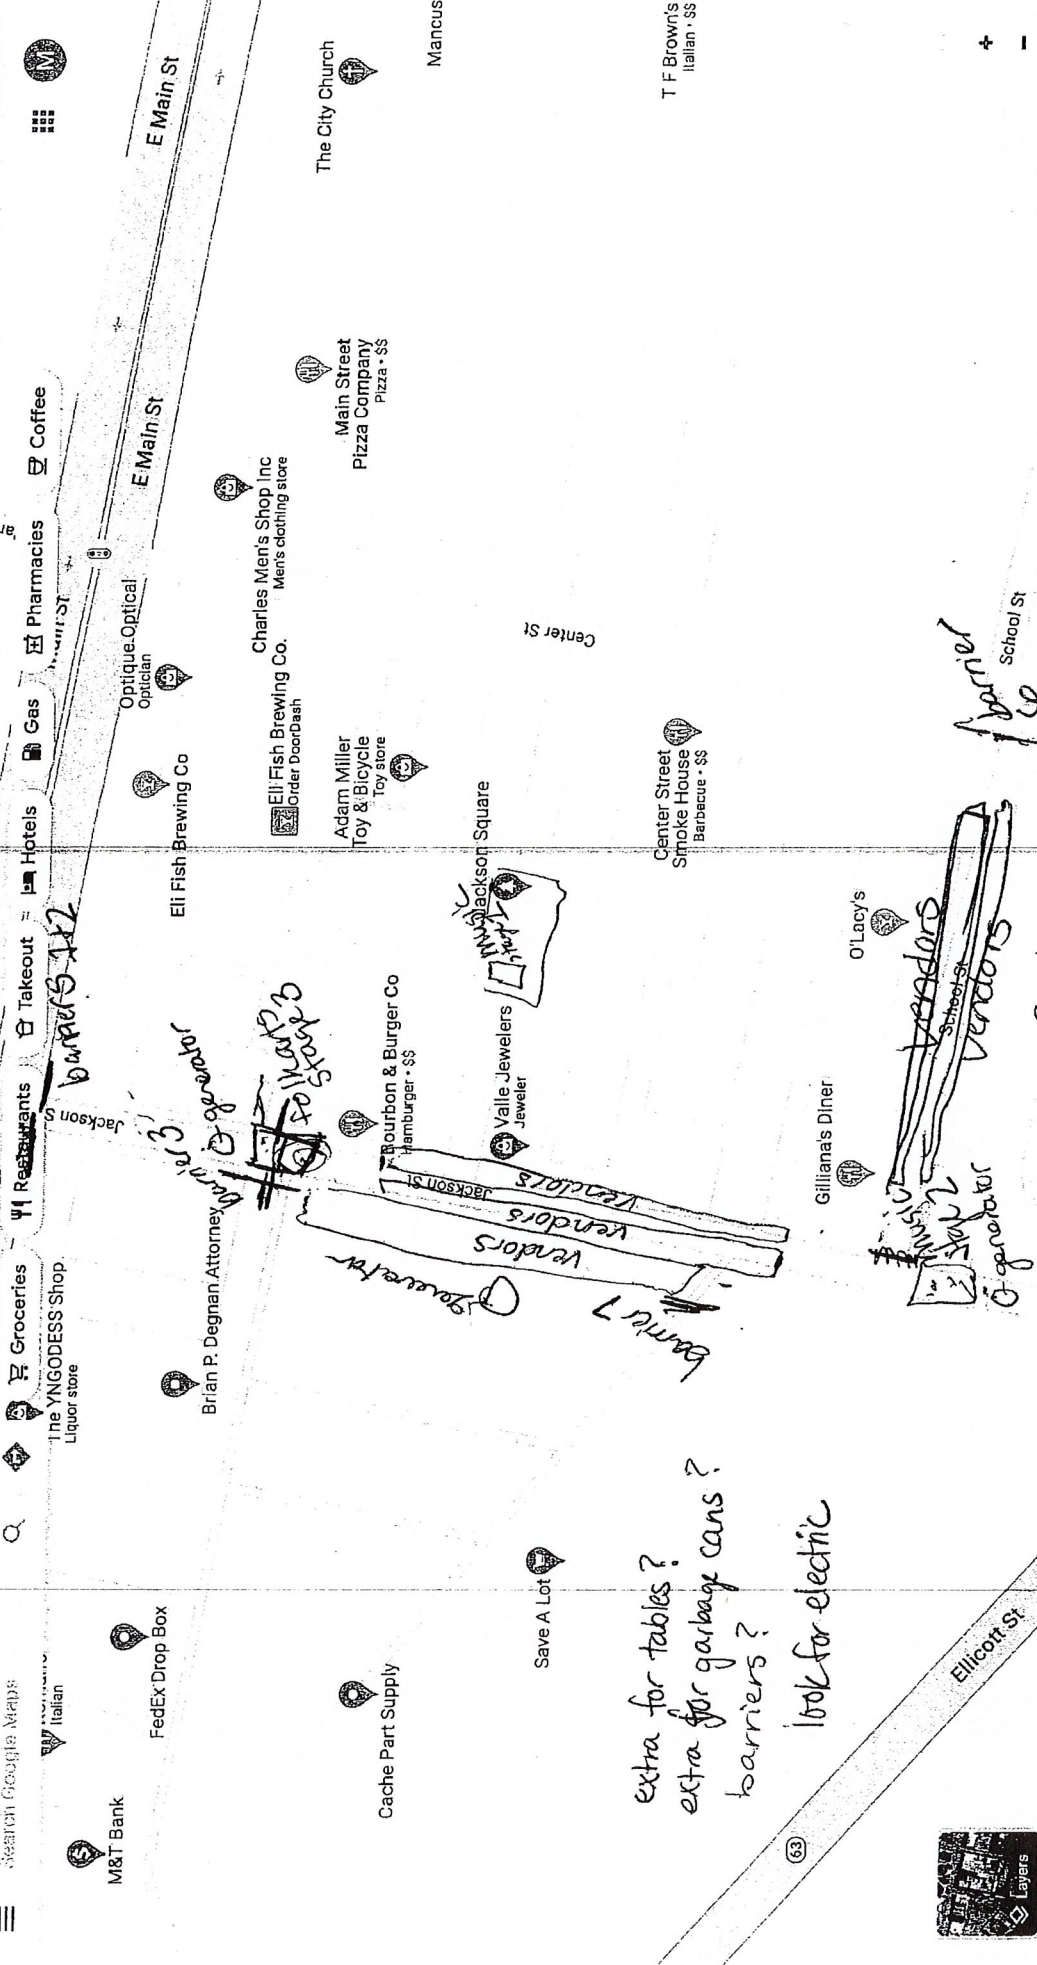 Search Google Maps
Groceries
Restaurants
Takeout
Hotels
Gas
Pharmacies
Coffee
M
M&T Bank
Italian
FedEx Drop Box
The YNGODESS Shop
Liquor store
Jackson S
barriers 1+2
Main St
E Main St
E Main St
Optique Optical
Optician
Eli Fish Brewing Co
Brian P. Degnan Attorney
barrier 3
generator
stage 3
Eli Fish Brewing Co.
Order DoorDash
Charles Men's Shop Inc
Men's clothing store
The City Church
Main Street
Pizza Company
Pizza • $$
Mancus
Adam Miller
Toy & Bicycle
Toy store
Bourbon & Burger Co
Hamburger • $$
Cache Part Supply
generator
Jackson St
vendors
vendors
vendors
Valle Jewelers
Jeweler
Jackson Square
music
Center St
Save A Lot
barrier 7
Center Street
Smoke House
Barbecue • $$
T F Brown's
Italian • $$
extra for tables?
extra for garbage cans?
barriers?
look for electric
Gilliana's Diner
O'Lacy's
vendors
School St
vendors
music
generator
barrier
School St
63
Ellicott St
Layers
+
-